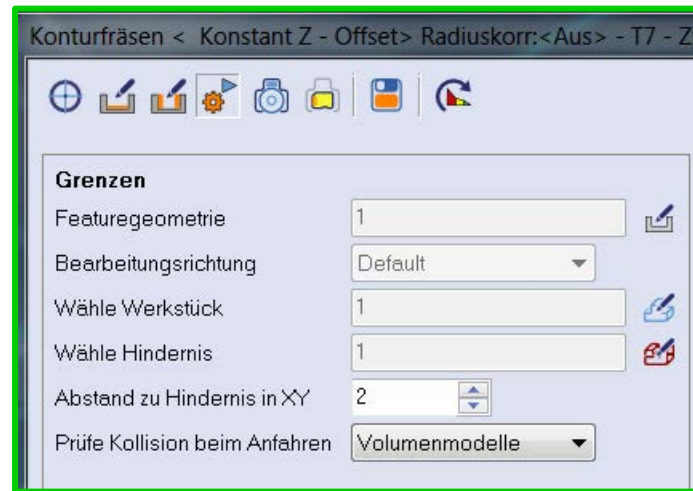 Konturfräsen < Konstant Z - Offset> Radiuskorr:<Aus> - T7 - Z
Grenzen
Featuregeometrie 1
Bearbeitungsrichtung Default
Wähle Werkstück 1
Wähle Hindernis 1
Abstand zu Hindernis in XY 2
Prüfe Kollision beim Anfahren Volumenmodelle